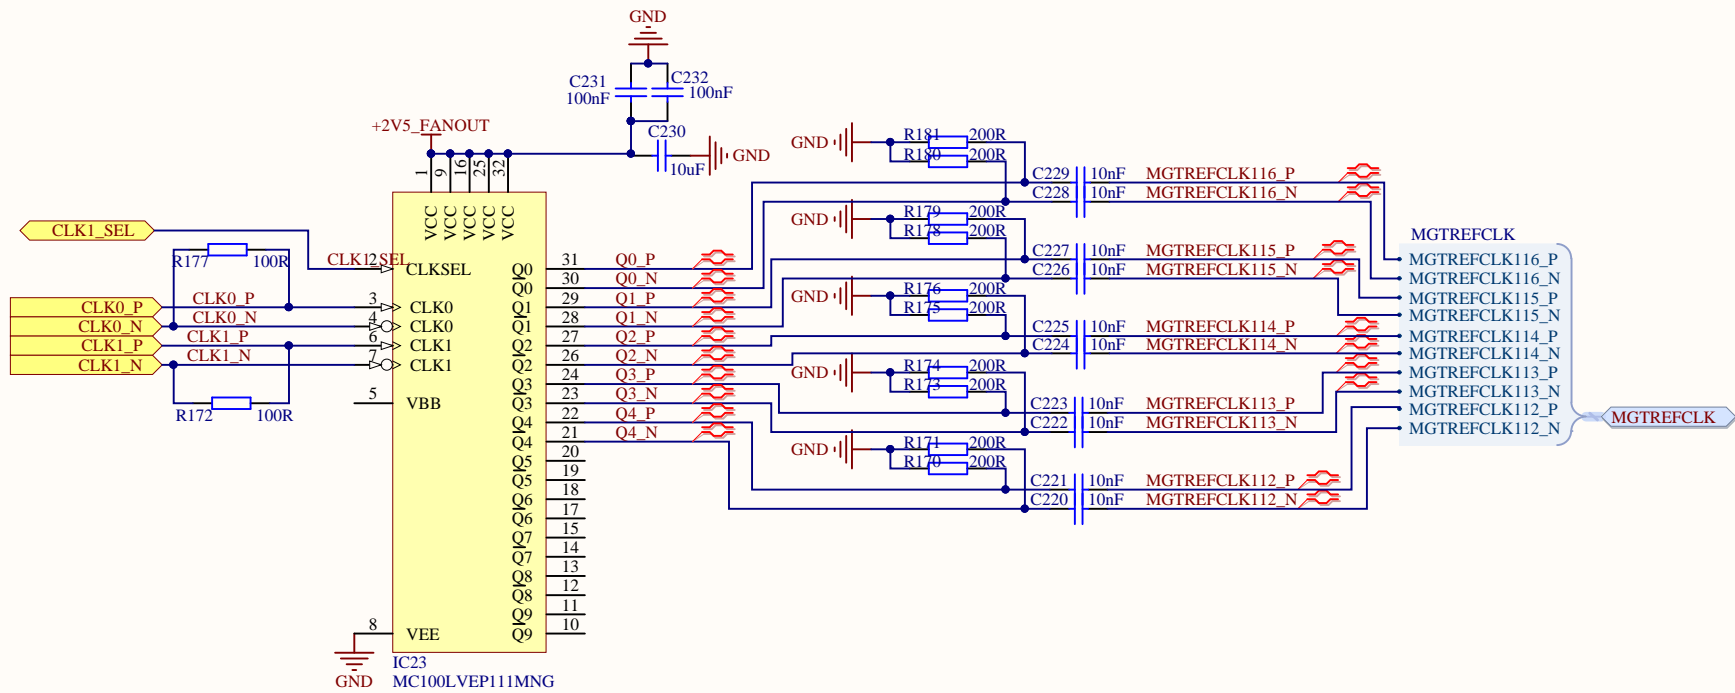 GND
C231
100nF
C232
100nF
+2V5_FANOUT
C230
10uF
GND
1
9
16
25
32
VCC
VCC
VCC
VCC
VCC
CLK1_SEL
R177
100R
CLK1_SEL
2
CLKSEL
CLK0_P
CLK0_P
3
CLK0
CLK0_N
CLK0_N
4
CLK0
CLK1_P
CLK1_P
6
CLK1
CLK1_N
CLK1_N
7
CLK1
R172
100R
5
VBB
8
VEE
GND
IC23
MC100LVEP111MNG
Q0
31
Q0_P
Q0
30
Q0_N
Q1
29
Q1_P
Q1
28
Q1_N
Q2
27
Q2_P
Q2
26
Q2_N
Q3
24
Q3_P
Q3
23
Q3_N
Q4
22
Q4_P
Q4
21
Q4_N
Q5
20
Q5
19
Q6
18
Q6
17
Q7
15
Q7
14
Q8
13
Q8
12
Q9
11
Q9
10
GND
R181
200R
R180
200R
C229
10nF
MGTREFCLK116_P
C228
10nF
MGTREFCLK116_N
GND
R179
200R
R178
200R
C227
10nF
MGTREFCLK115_P
C226
10nF
MGTREFCLK115_N
GND
R176
200R
R175
200R
C225
10nF
MGTREFCLK114_P
C224
10nF
MGTREFCLK114_N
GND
R174
200R
R173
200R
C223
10nF
MGTREFCLK113_P
C222
10nF
MGTREFCLK113_N
GND
R171
200R
R170
200R
C221
10nF
MGTREFCLK112_P
C220
10nF
MGTREFCLK112_N
MGTREFCLK
MGTREFCLK116_P
MGTREFCLK116_N
MGTREFCLK115_P
MGTREFCLK115_N
MGTREFCLK114_P
MGTREFCLK114_N
MGTREFCLK113_P
MGTREFCLK113_N
MGTREFCLK112_P
MGTREFCLK112_N
MGTREFCLK